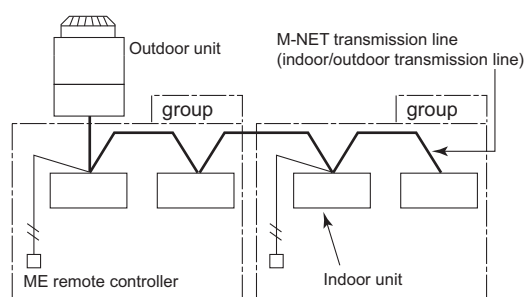 Outdoor unit
M-NET transmission line
(indoor/outdoor transmission line)
group
group
ME remote controller
Indoor unit